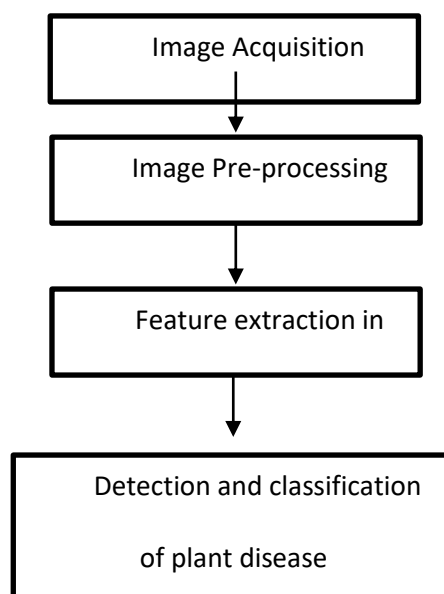 Image Acquisition
Image Pre-processing
Feature extraction in
Detection and classification
of plant disease